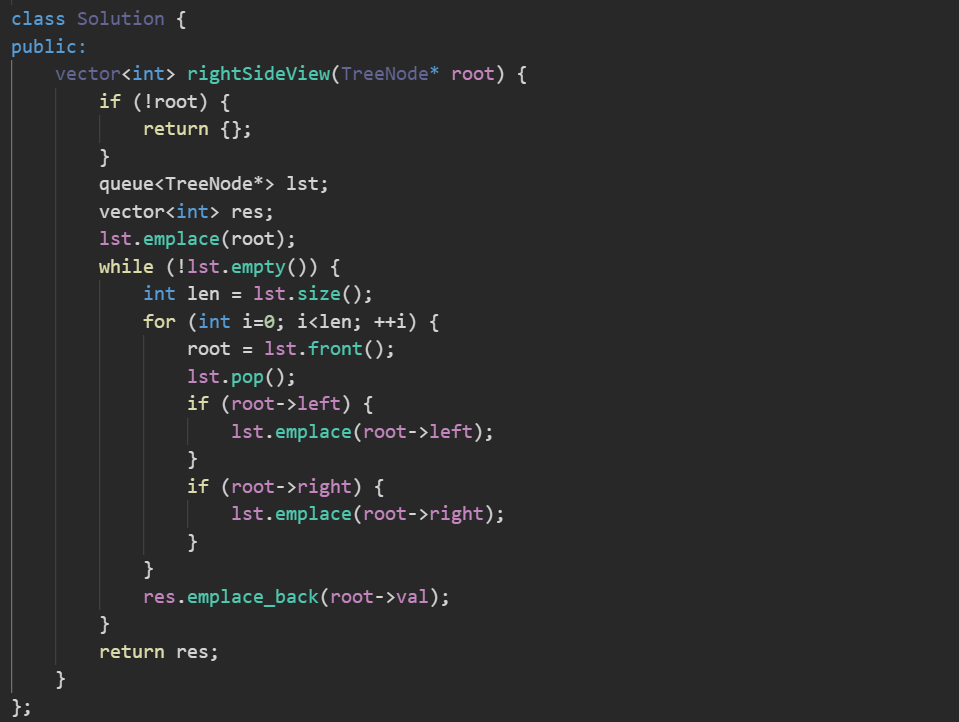 class Solution {
public:
    vector<int> rightSideView(TreeNode* root) {
        if (!root) {
            return {};
        }
        queue<TreeNode*> lst;
        vector<int> res;
        lst.emplace(root);
        while (!lst.empty()) {
            int len = lst.size();
            for (int i=0; i<len; ++i) {
                root = lst.front();
                lst.pop();
                if (root->left) {
                    lst.emplace(root->left);
                }
                if (root->right) {
                    lst.emplace(root->right);
                }
            }
            res.emplace_back(root->val);
        }
        return res;
    }
};